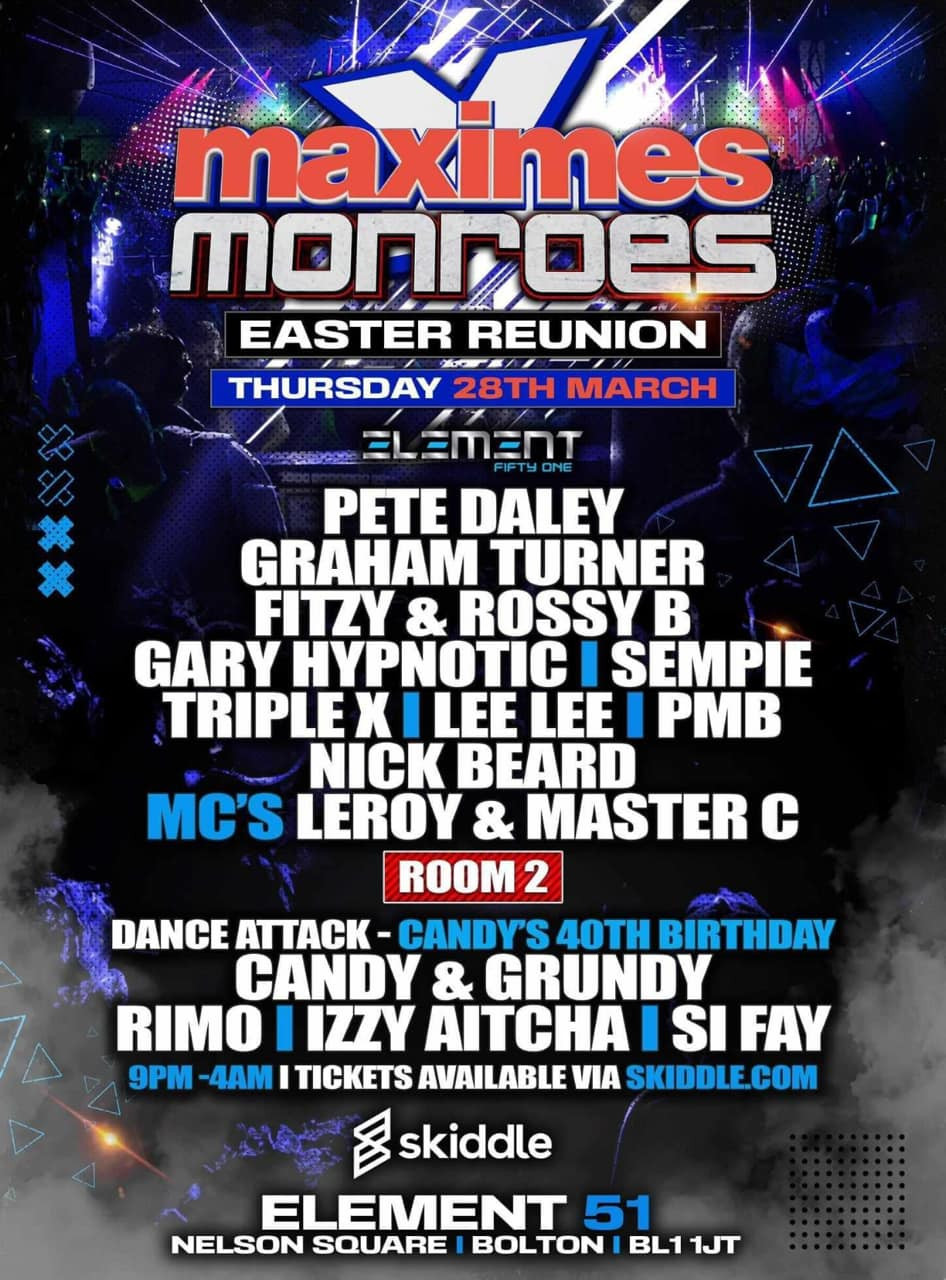 maximes
monroes
EASTER REUNION
THURSDAY 28TH MARCH
ELEMENT
FIFTY ONE
PETE DALEY
GRAHAM TURNER
FITZY & ROSSY B
GARY HYPNOTIC | SEMPIE
TRIPLE X | LEE LEE | PMB
NICK BEARD
MC'S LEROY & MASTER C
ROOM 2
DANCE ATTACK - CANDY'S 40TH BIRTHDAY
CANDY & GRUNDY
RIMO | IZZY AITCHA | SI FAY
9PM -4AM I TICKETS AVAILABLE VIA SKIDDLE.COM
skiddle
ELEMENT 51
NELSON SQUARE | BOLTON | BL1 1JT